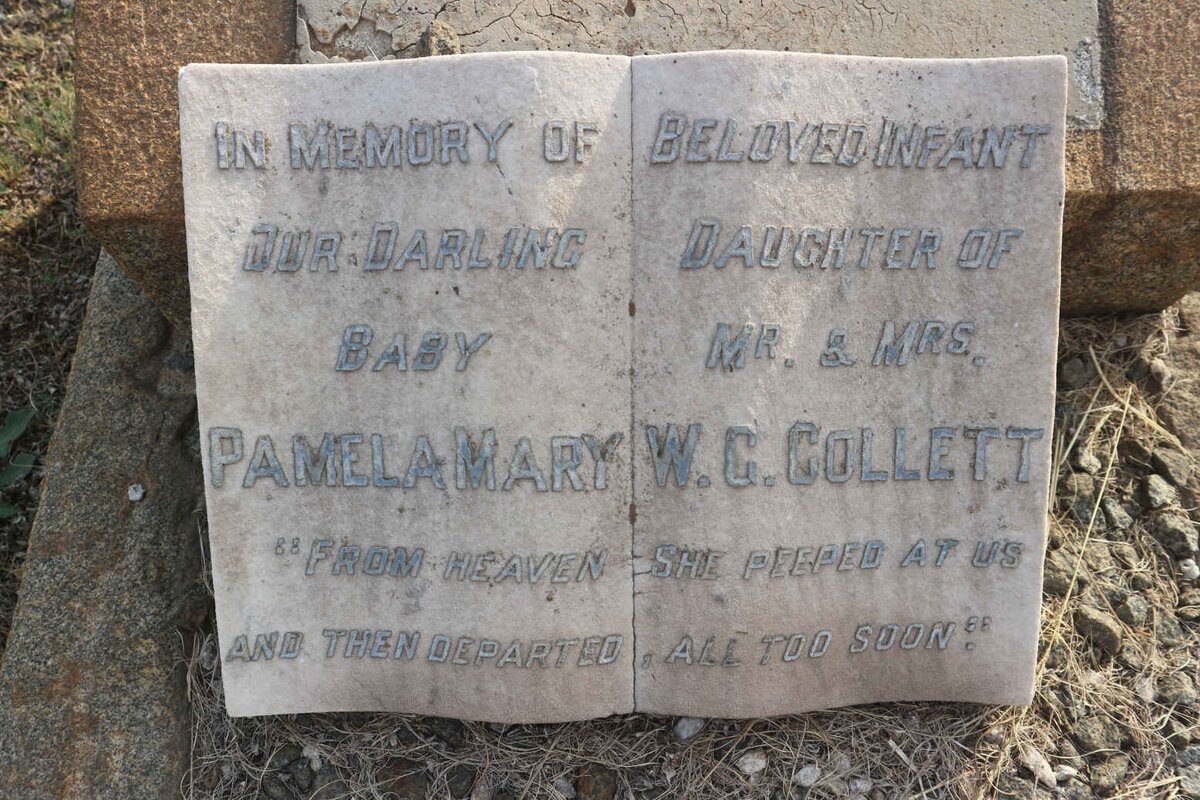 IN MEMORY OF
OUR DARLING
BABY
PAMELA MARY
BELOVED INFANT
DAUGHTER OF
MR. & MRS.
W. G. COLLETT
"FROM HEAVEN SHE PEEPED AT US
AND THEN DEPARTED, ALL TOO SOON."